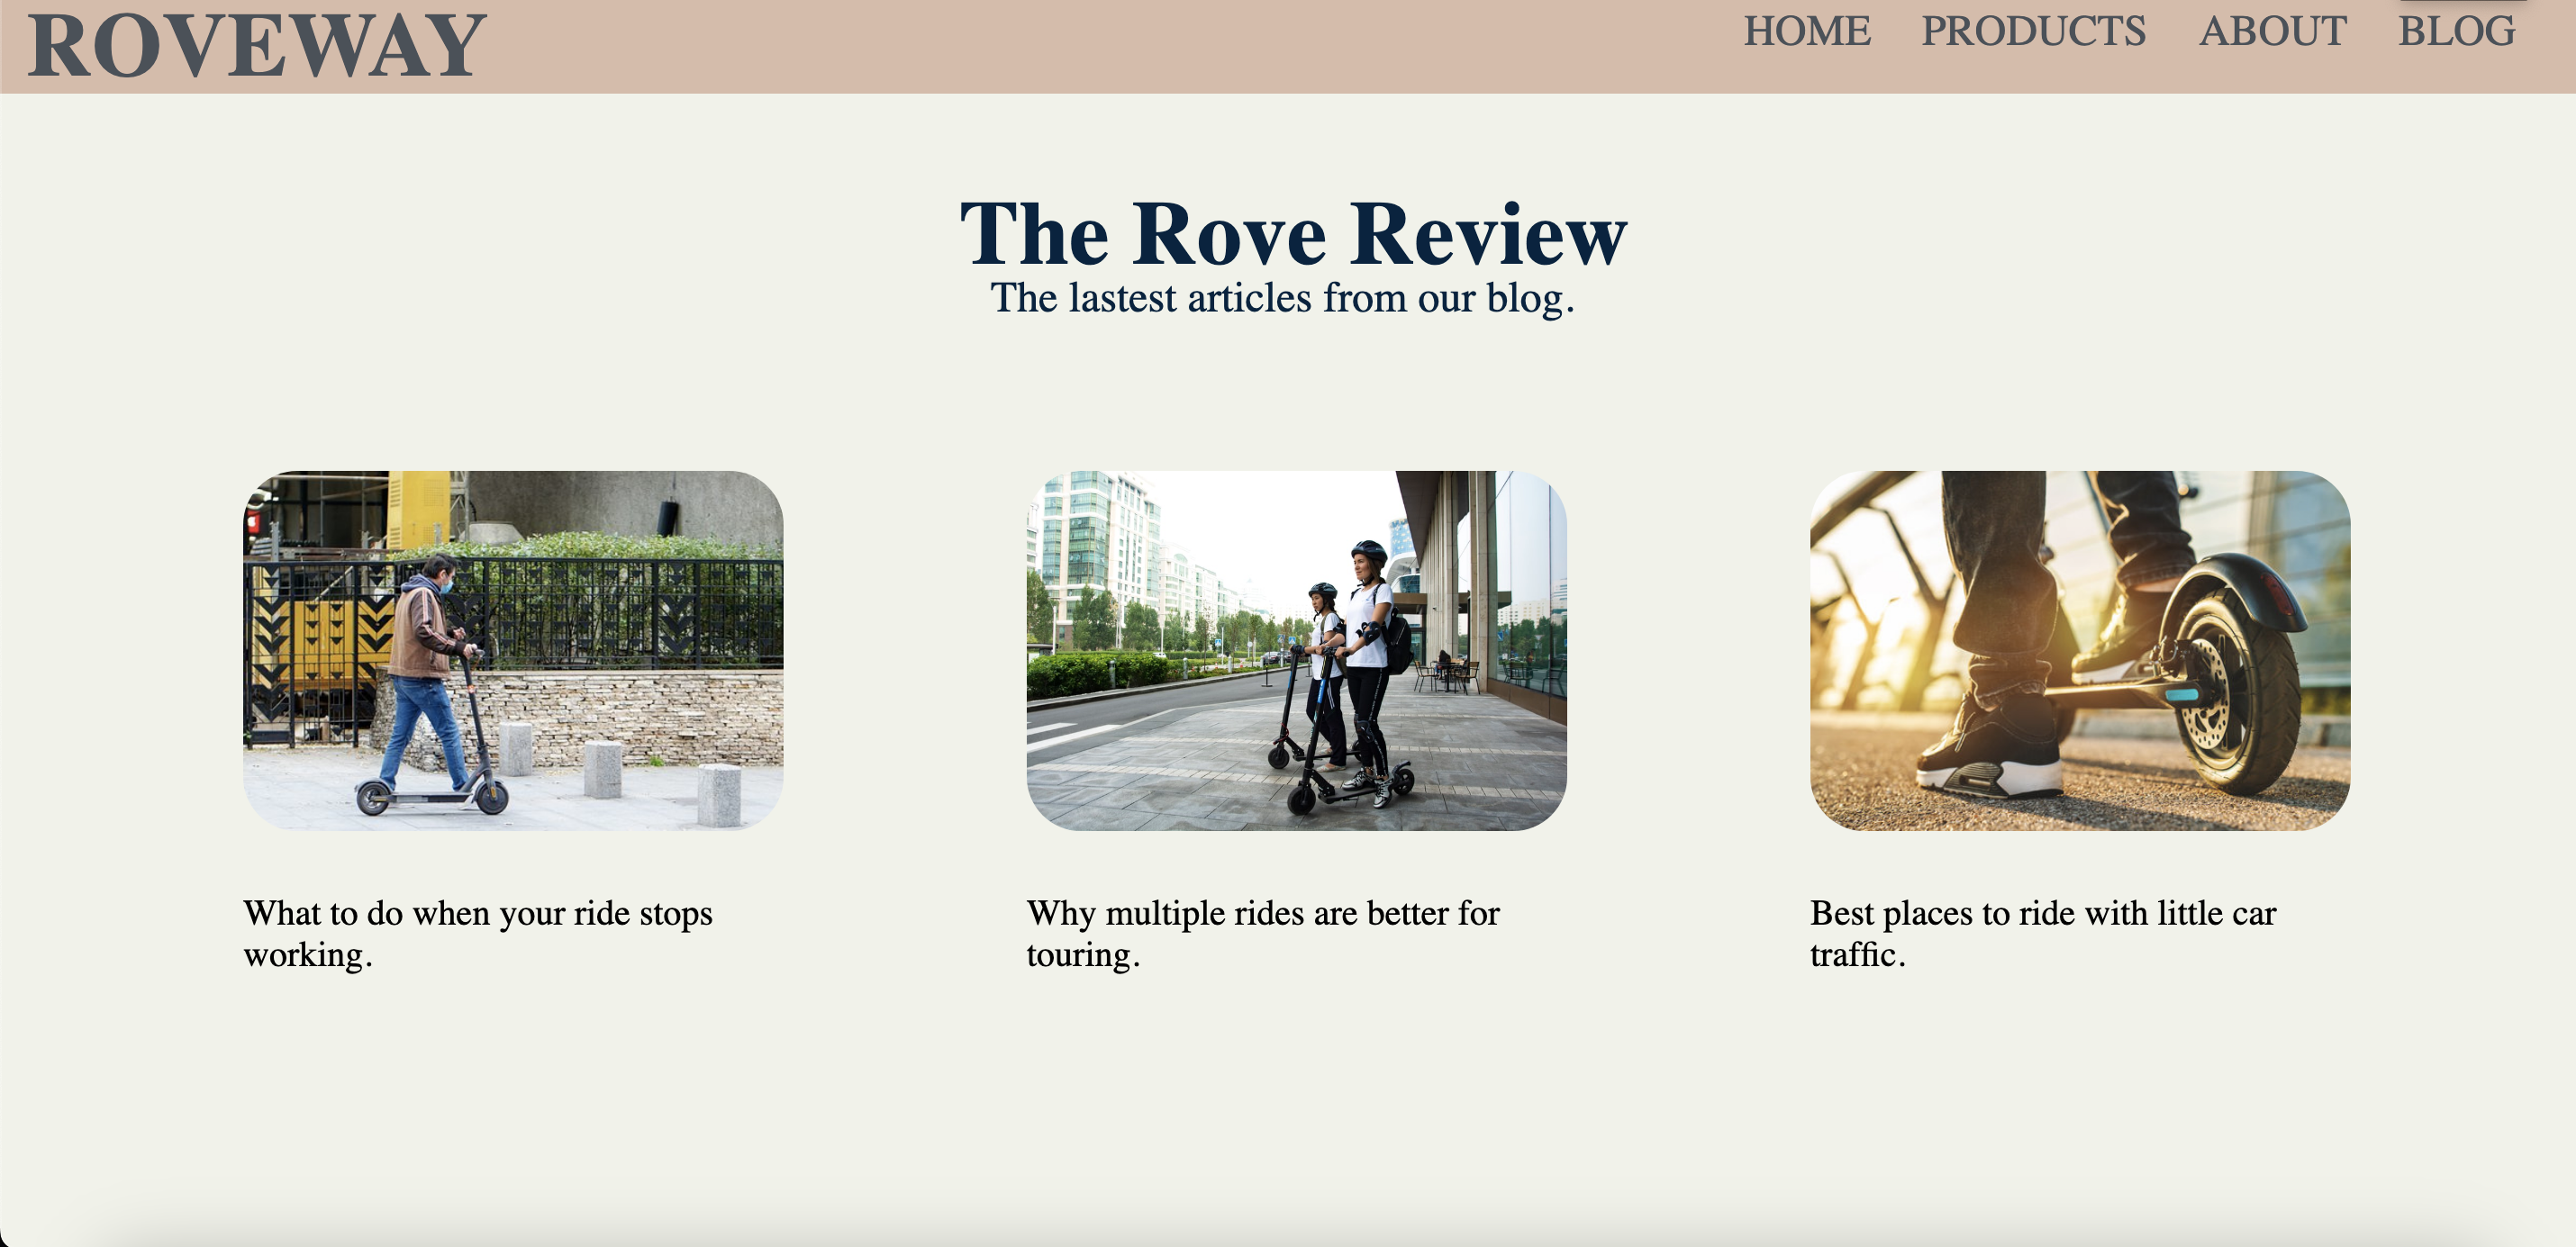 ROVEWAY
HOME PRODUCTS ABOUT BLOG
The Rove Review
The lastest articles from our blog.
What to do when your ride stops
working.
Why multiple rides are better for
touring.
Best places to ride with little car
traffic.